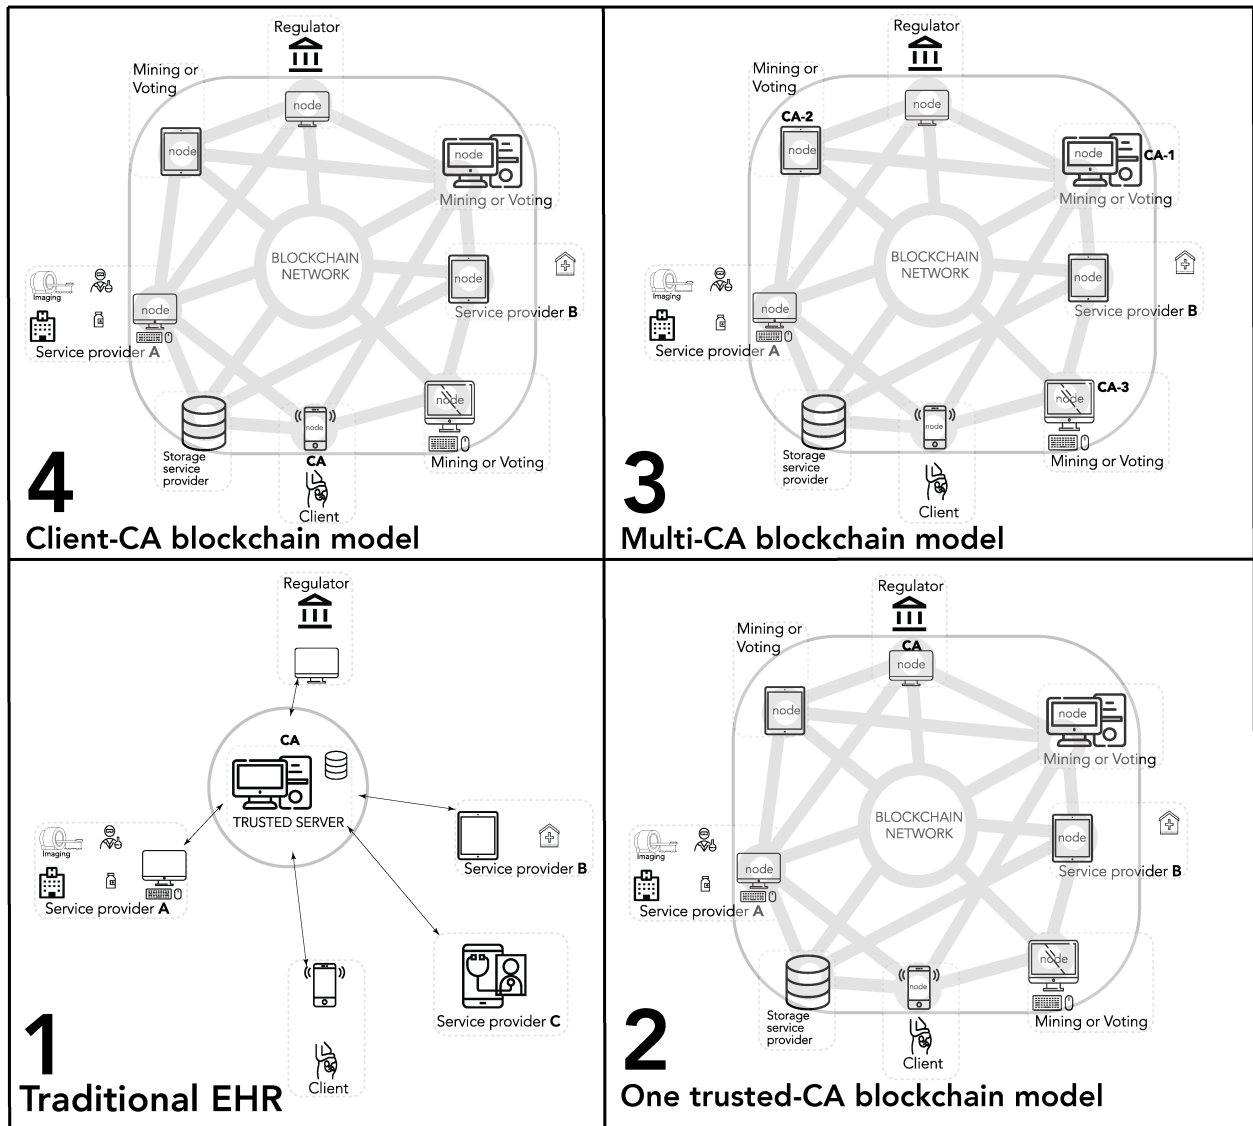 Regulator
node
Mining or
Voting
node
node
Mining or Voting
BLOCKCHAIN
NETWORK
node
Service provider B
Imaging
H
node
Service provider A
node
Mining or Voting
Storage
service
provider
node
CA
Client
4
Client-CA blockchain model
Regulator
node
Mining or
Voting
CA-2
node
node
CA-1
Mining or Voting
BLOCKCHAIN
NETWORK
node
Service provider B
Imaging
H
node
Service provider A
node
CA-3
Mining or Voting
Storage
service
provider
node
Client
3
Multi-CA blockchain model
Regulator
CA
TRUSTED SERVER
Service provider B
Imaging
H
Service provider A
Service provider C
Client
1
Traditional EHR
Regulator
CA
node
Mining or
Voting
node
node
Mining or Voting
BLOCKCHAIN
NETWORK
node
Service provider B
Imaging
H
node
Service provider A
node
Mining or Voting
Storage
service
provider
node
Client
2
One trusted-CA blockchain model